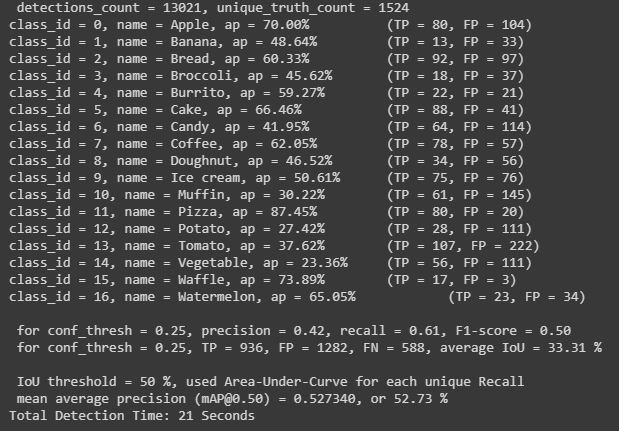 detections_count = 13021, unique_truth_count = 1524
class_id = 0, name = Apple, ap = 70.00% (TP = 80, FP = 104)
class_id = 1, name = Banana, ap = 48.64% (TP = 13, FP = 33)
class_id = 2, name = Bread, ap = 60.33% (TP = 92, FP = 97)
class_id = 3, name = Broccoli, ap = 45.62% (TP = 18, FP = 37)
class_id = 4, name = Burrito, ap = 59.27% (TP = 22, FP = 21)
class_id = 5, name = Cake, ap = 66.46% (TP = 88, FP = 41)
class_id = 6, name = Candy, ap = 41.95% (TP = 64, FP = 114)
class_id = 7, name = Coffee, ap = 62.05% (TP = 78, FP = 57)
class_id = 8, name = Doughnut, ap = 46.52% (TP = 34, FP = 56)
class_id = 9, name = Ice cream, ap = 50.61% (TP = 75, FP = 76)
class_id = 10, name = Muffin, ap = 30.22% (TP = 61, FP = 145)
class_id = 11, name = Pizza, ap = 87.45% (TP = 80, FP = 20)
class_id = 12, name = Potato, ap = 27.42% (TP = 28, FP = 111)
class_id = 13, name = Tomato, ap = 37.62% (TP = 107, FP = 222)
class_id = 14, name = Vegetable, ap = 23.36% (TP = 56, FP = 111)
class_id = 15, name = Waffle, ap = 73.89% (TP = 17, FP = 3)
class_id = 16, name = Watermelon, ap = 65.05% (TP = 23, FP = 34)
for conf_thresh = 0.25, precision = 0.42, recall = 0.61, F1-score = 0.50
for conf_thresh = 0.25, TP = 936, FP = 1282, FN = 588, average IoU = 33.31 %
IoU threshold = 50 %, used Area-Under-Curve for each unique Recall
mean average precision (mAP@0.50) = 0.527340, or 52.73 %
Total Detection Time: 21 Seconds